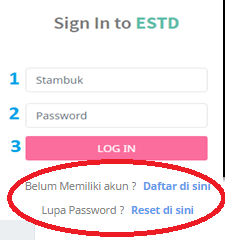 Sign In to ESTD
1 Stambuk
2 Password
3 LOG IN
Belum Memiliki akun ? Daftar di sini
Lupa Password ? Reset di sini